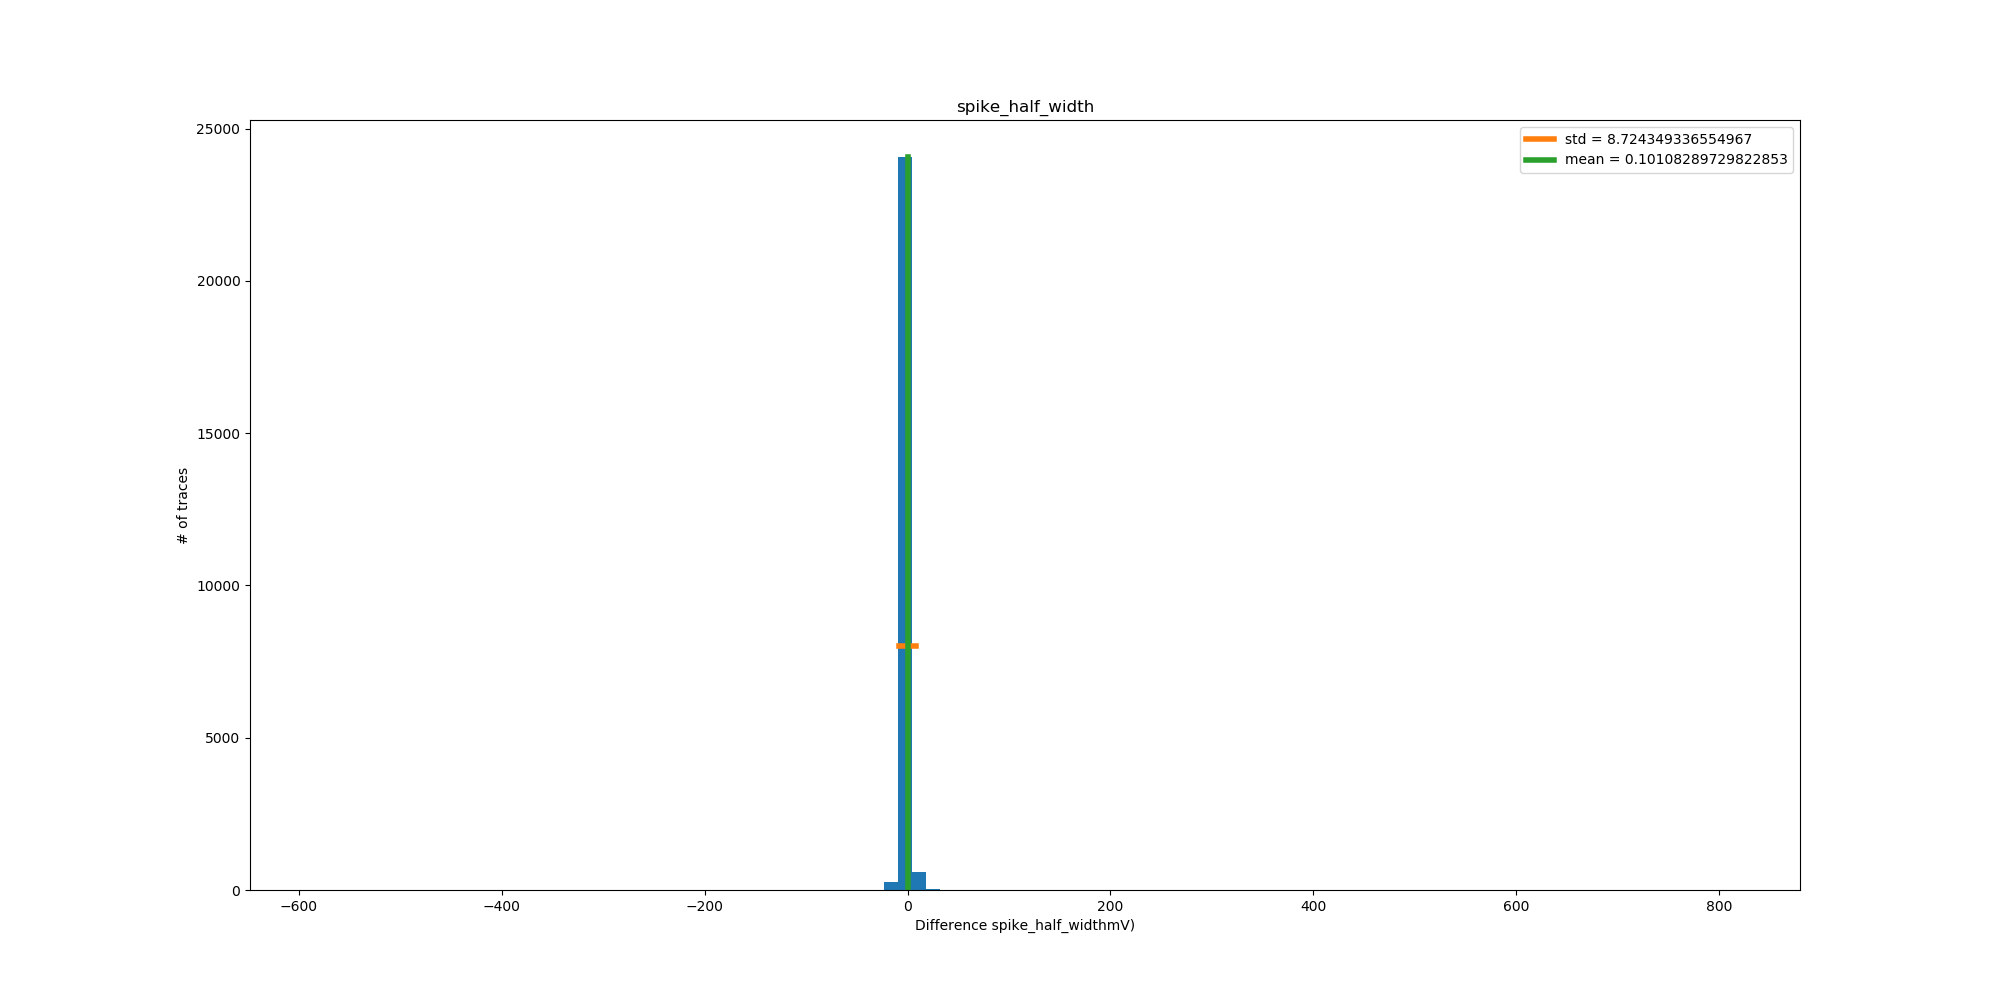 spike_half_width
std = 8.724349336554967
mean = 0.10108289729822853
25000
20000
15000
10000
5000
0
# of traces
−600
−400
−200
0
200
400
600
800
Difference spike_half_widthmV)